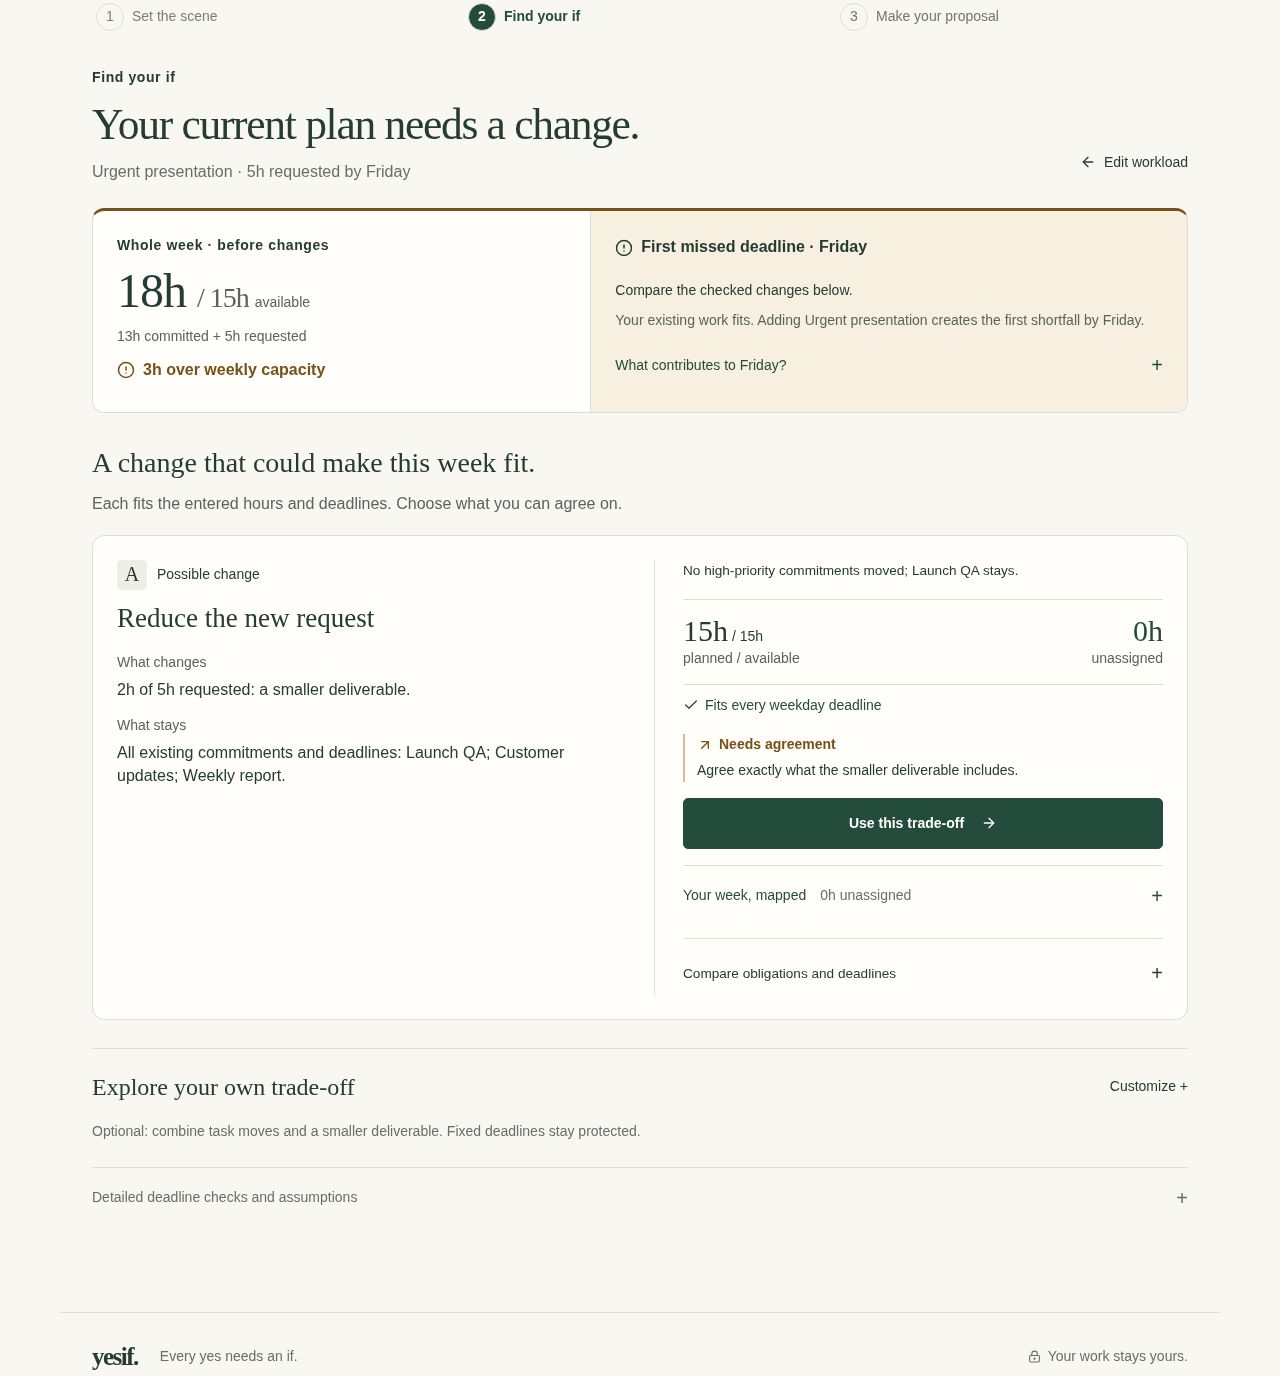 1 Set the scene
2 Find your if
3 Make your proposal
Find your if
Your current plan needs a change.
Urgent presentation · 5h requested by Friday
← Edit workload
Whole week · before changes
18h / 15h available
13h committed + 5h requested
3h over weekly capacity
First missed deadline · Friday
Compare the checked changes below.
Your existing work fits. Adding Urgent presentation creates the first shortfall by Friday.
What contributes to Friday? +
A change that could make this week fit.
Each fits the entered hours and deadlines. Choose what you can agree on.
A Possible change
Reduce the new request
What changes
2h of 5h requested: a smaller deliverable.
What stays
All existing commitments and deadlines: Launch QA; Customer
updates; Weekly report.
No high-priority commitments moved; Launch QA stays.
15h / 15h
planned / available
0h
unassigned
✓ Fits every weekday deadline
Needs agreement
Agree exactly what the smaller deliverable includes.
Use this trade-off →
Your week, mapped 0h unassigned +
Compare obligations and deadlines +
Explore your own trade-off
Customize +
Optional: combine task moves and a smaller deliverable. Fixed deadlines stay protected.
Detailed deadline checks and assumptions +
yesif. Every yes needs an if.
Your work stays yours.